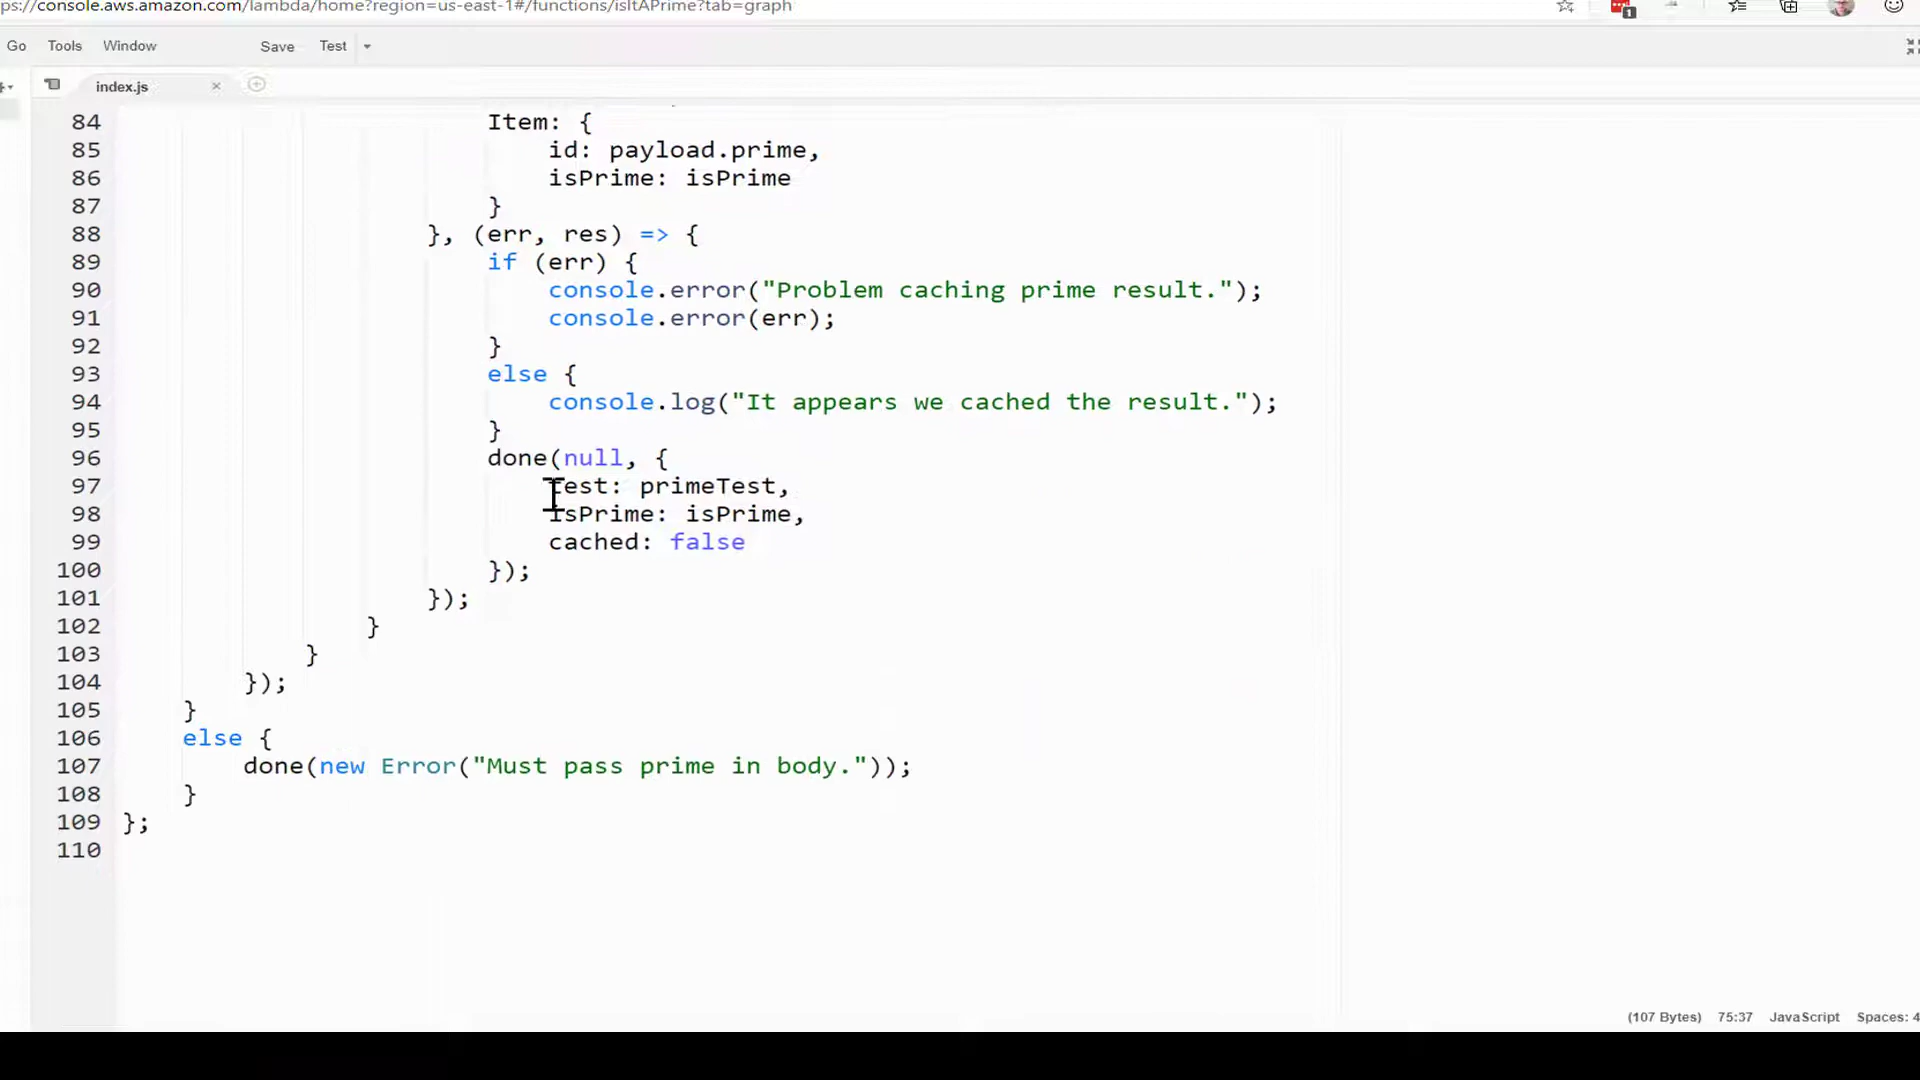 ps://console.aws.amazon.com/lambda/home?region=us-east-1#/functions/isItAPrime?tab=graph
1
Go Tools Window Save Test
index.js
84 Item: {
85 id: payload.prime,
86 isPrime: isPrime
87 }
88 }, (err, res) => {
89 if (err) {
90 console.error("Problem caching prime result.");
91 console.error(err);
92 }
93 else {
94 console.log("It appears we cached the result.");
95 }
96 done(null, {
97 test: primeTest,
98 isPrime: isPrime,
99 cached: false
100 });
101 });
102 }
103 }
104 });
105 }
106 else {
107 done(new Error("Must pass prime in body."));
108 }
109 };
110
(107 Bytes) 75:37 JavaScript Spaces: 4